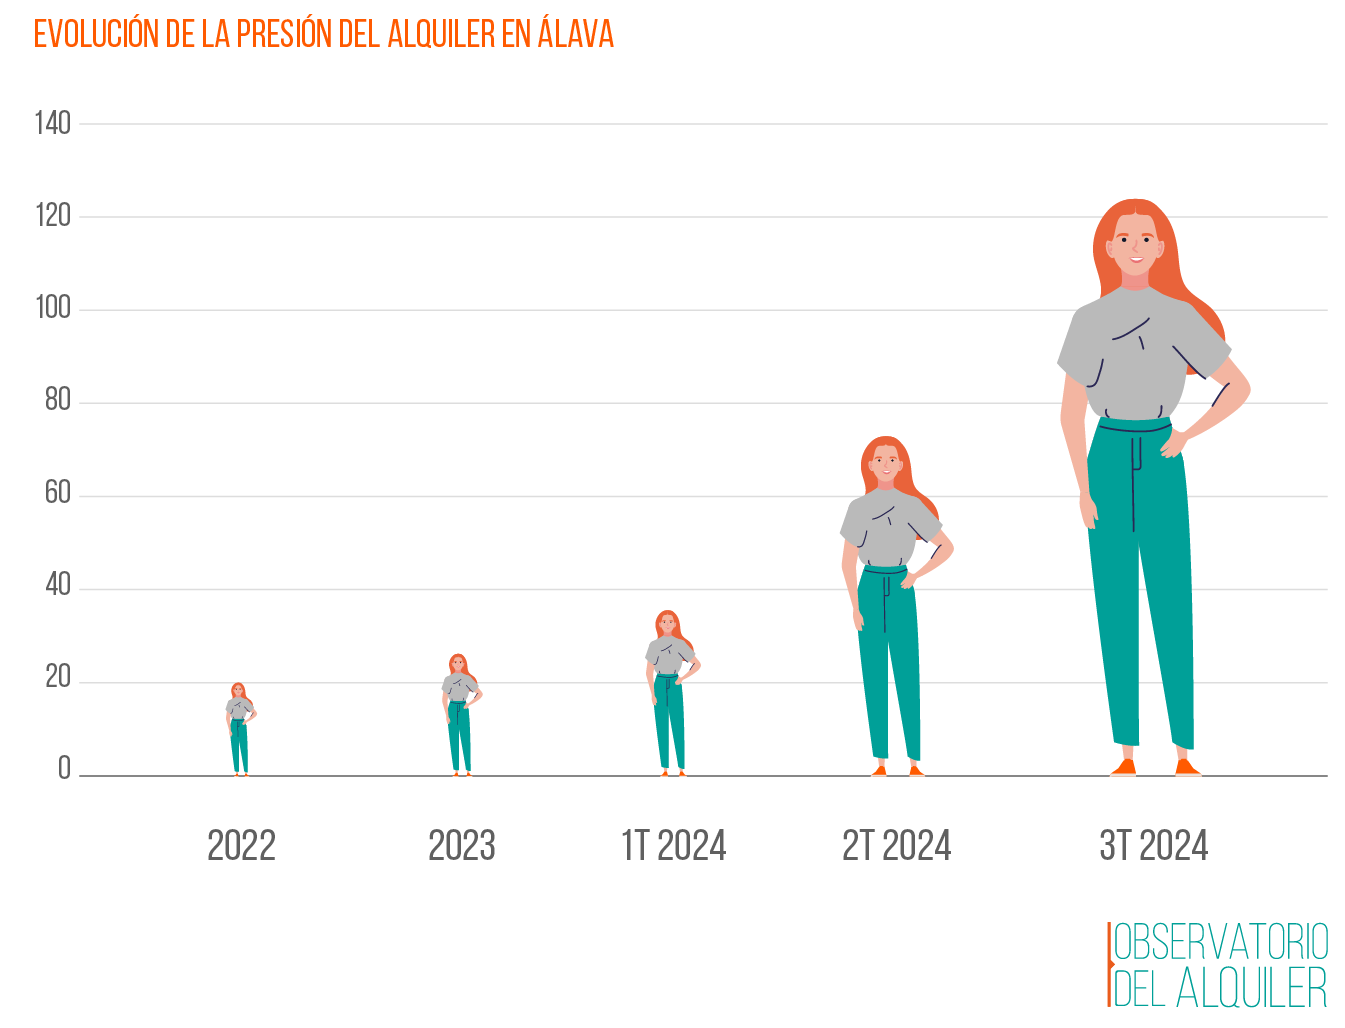 EVOLUCIÓN DE LA PRESIÓN DEL ALQUILER EN ÁLAVA
140
120
100
80
60
40
20
0
2022
2023
1T 2024
2T 2024
3T 2024
OBSERVATORIO
DEL ALQUILER